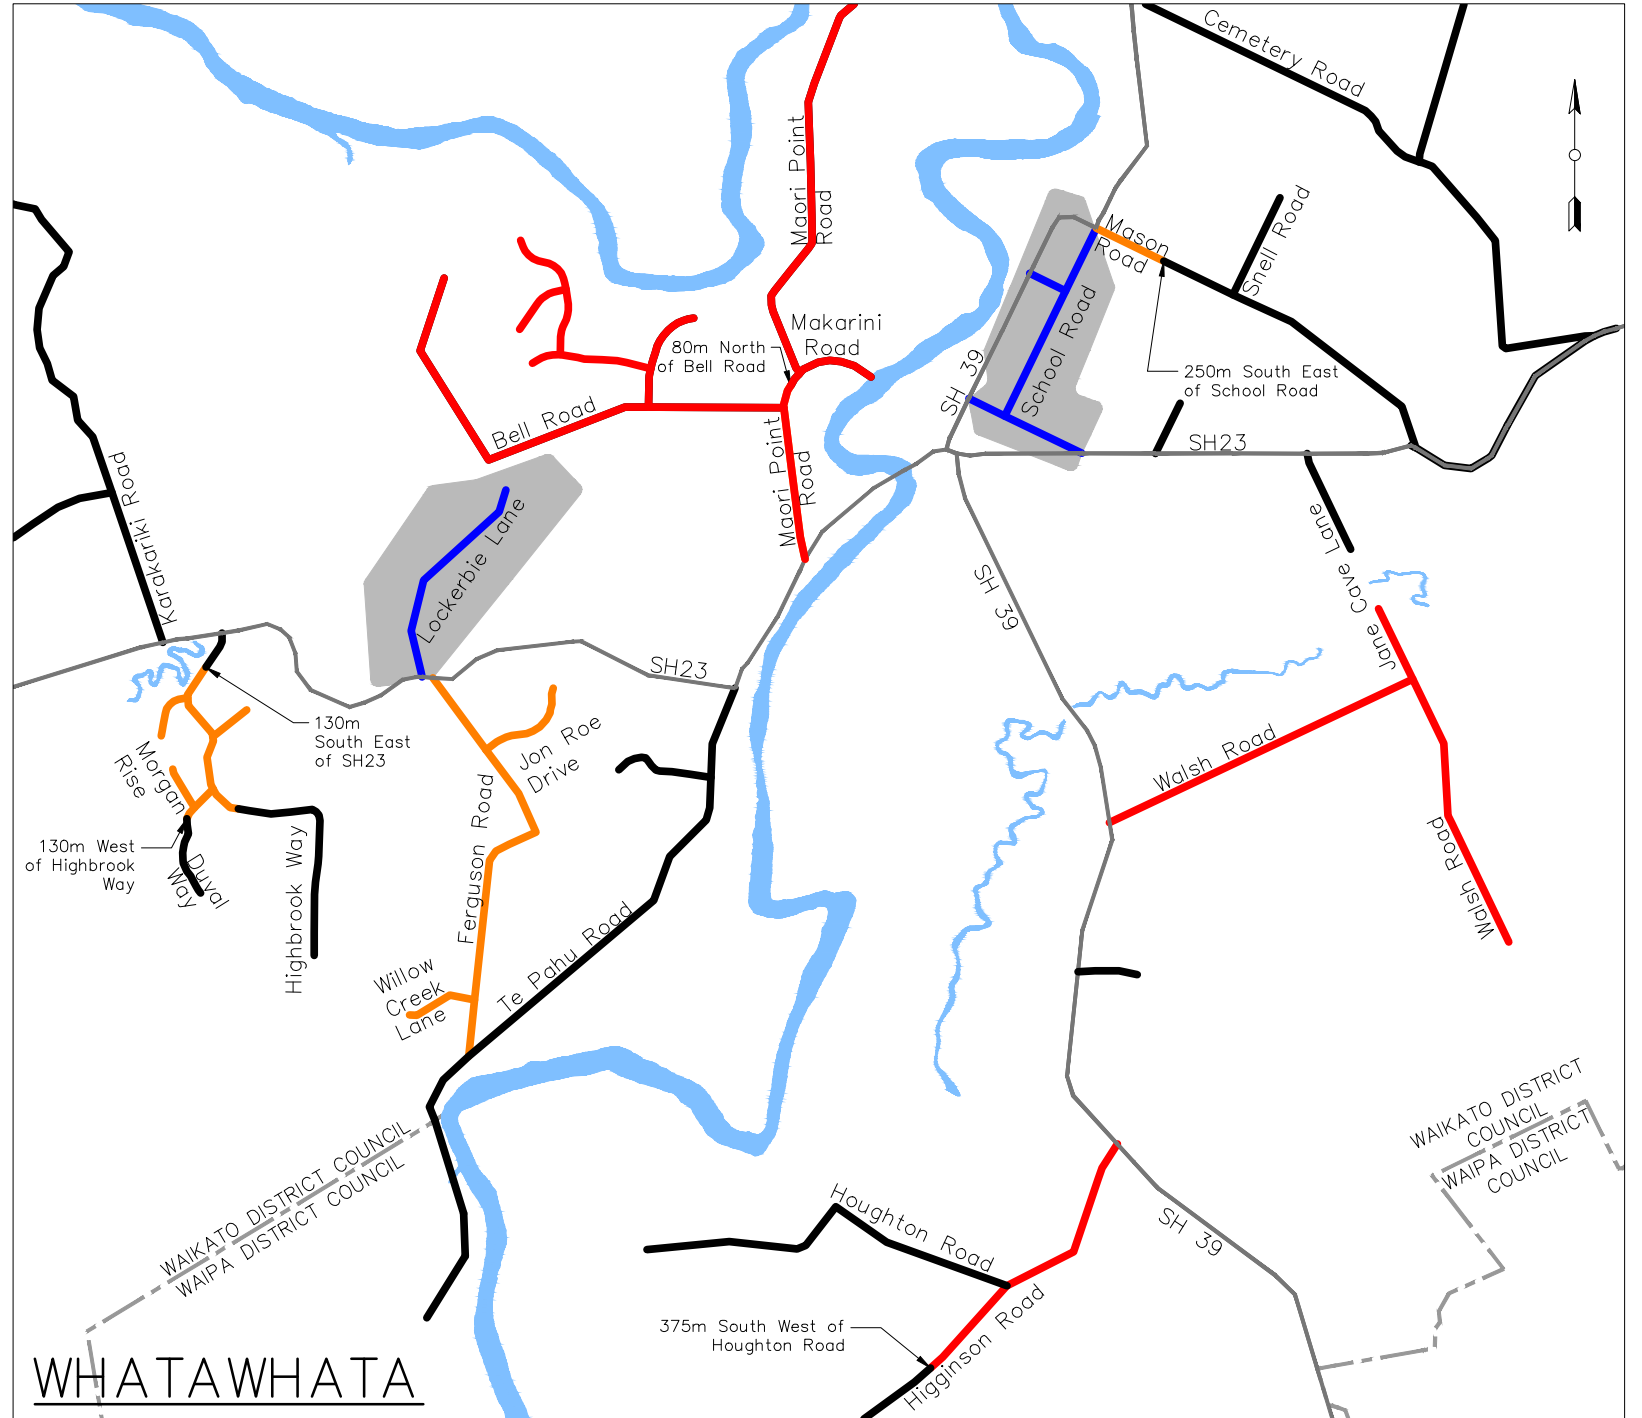 Cemetery Road
Maori Point
Road
Mason
Road
Snell Road
Makarini
Road
80m North
of Bell Road
SH 39
School Road
250m South East
of School Road
Bell Road
Maori Point
Road
SH23
Karakariki Road
Lockerbie Lane
Jane Cave Lane
SH 39
SH23
130m
South East
of SH23
Morgan
Rise
Jon Roe
Drive
Walsh Road
Ferguson Road
130m West
of Highbrook
Way
Duval
Way
Highbrook Way
Walsh Road
Willow
Creek
Lane
Te Pahu Road
WAIKATO DISTRICT COUNCIL
WAIPA DISTRICT COUNCIL
WAIKATO DISTRICT
COUNCIL
WAIPA DISTRICT
COUNCIL
Houghton Road
SH 39
375m South West of
Houghton Road
Higginson Road
WHATAWHATA